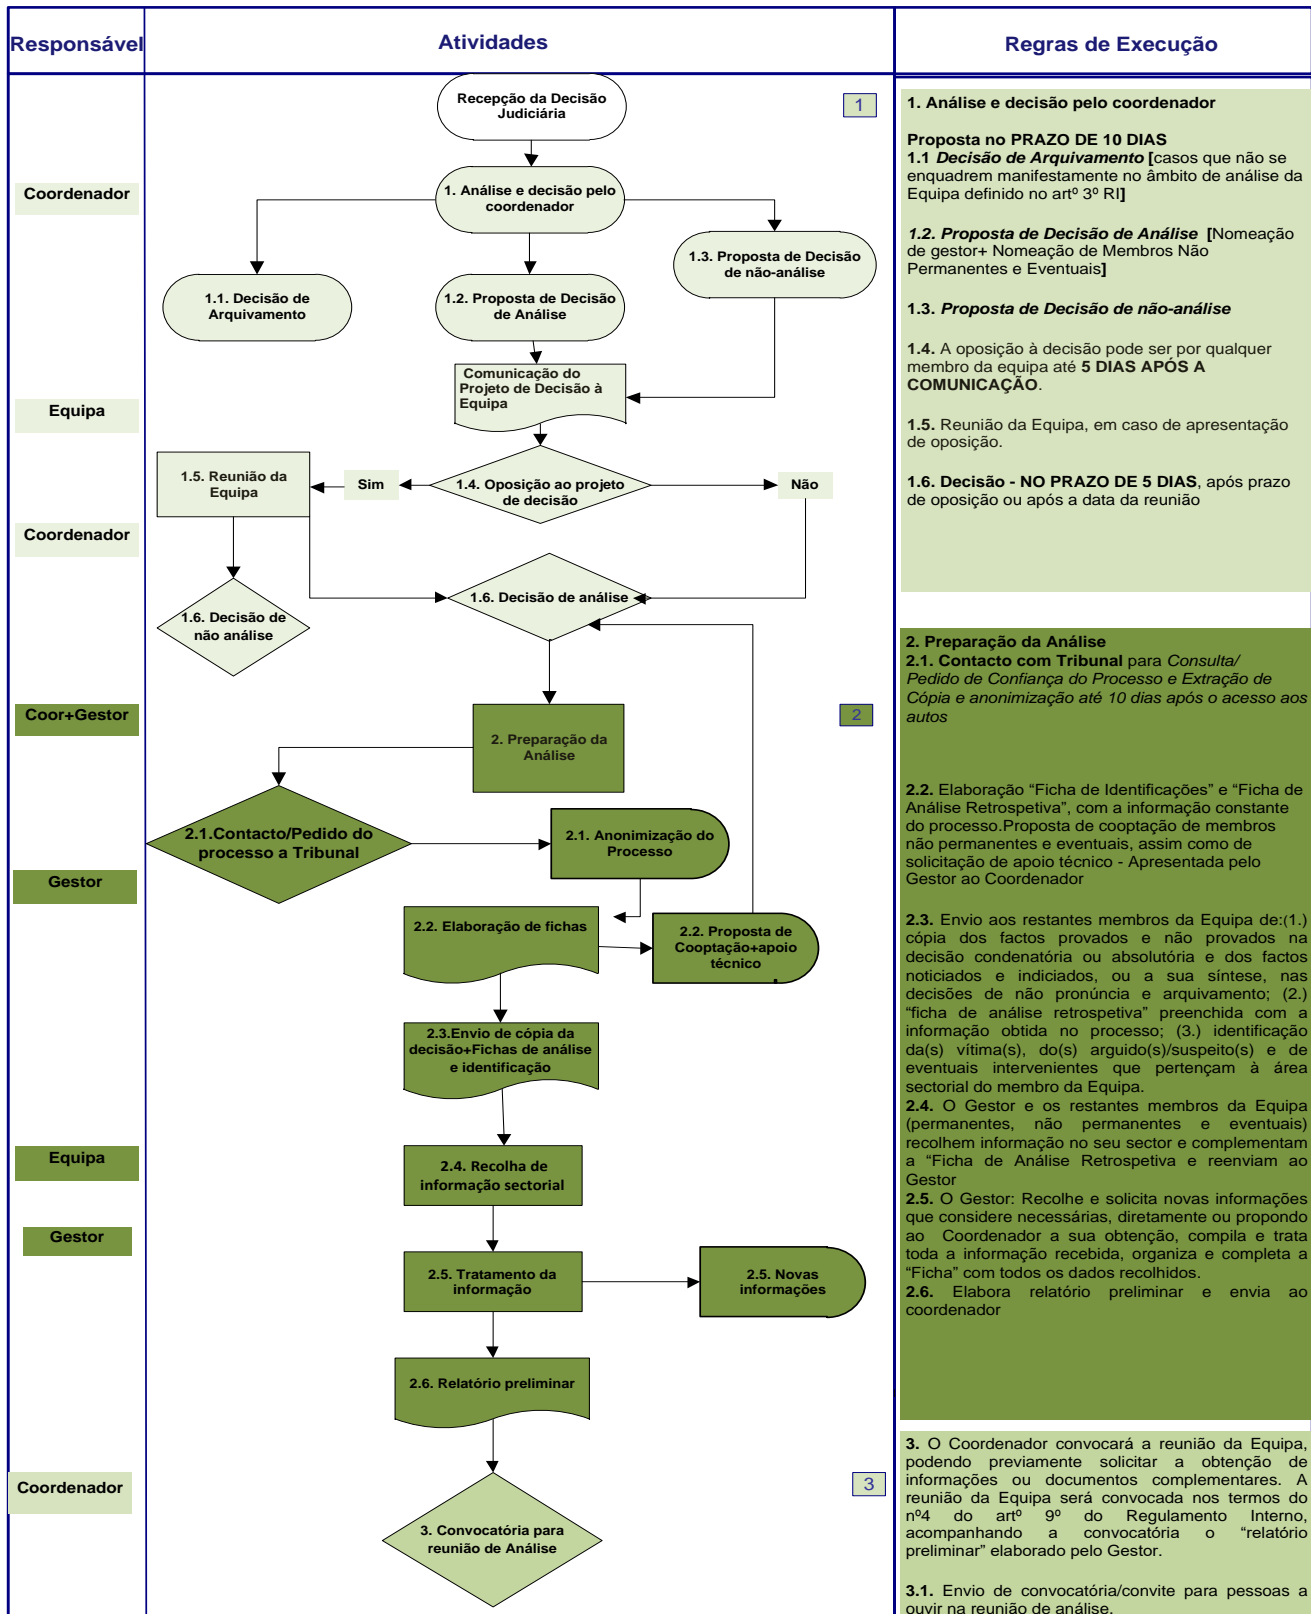 Responsável
Atividades
Regras de Execução
Recepção da Decisão
Judiciária
1
Coordenador
1. Análise e decisão pelo
coordenador
1.1. Decisão de
Arquivamento
1.2. Proposta de Decisão
de Análise
1.3. Proposta de Decisão
de não-análise
Comunicação do
Projeto de Decisão à
Equipa
Equipa
1.5. Reunião da
Equipa
Sim
1.4. Oposição ao projeto
de decisão
Não
Coordenador
1.6. Decisão de
não análise
1.6. Decisão de análise
Coor+Gestor
2
2. Preparação da
Análise
2.1.Contacto/Pedido do
processo a Tribunal
2.1. Anonimização do
Processo
Gestor
2.2. Elaboração de fichas
2.2. Proposta de
Cooptação+apoio
técnico
2.3.Envio de cópia da
decisão+Fichas de análise
e identificação
Equipa
2.4. Recolha de
informação sectorial
Gestor
2.5. Tratamento da
informação
2.5. Novas
informações
2.6. Relatório preliminar
Coordenador
3
3. Convocatória para
reunião de Análise
1. Análise e decisão pelo coordenador
Proposta no PRAZO DE 10 DIAS
1.1 Decisão de Arquivamento [casos que não se
enquadrem manifestamente no âmbito de análise da
Equipa definido no artº 3º RI]
1.2. Proposta de Decisão de Análise [Nomeação
de gestor+ Nomeação de Membros Não
Permanentes e Eventuais]
1.3. Proposta de Decisão de não-análise
1.4. A oposição à decisão pode ser por qualquer
membro da equipa até 5 DIAS APÓS A
COMUNICAÇÃO.
1.5. Reunião da Equipa, em caso de apresentação
de oposição.
1.6. Decisão - NO PRAZO DE 5 DIAS, após prazo
de oposição ou após a data da reunião
2. Preparação da Análise
2.1. Contacto com Tribunal para Consulta/
Pedido de Confiança do Processo e Extração de
Cópia e anonimização até 10 dias após o acesso aos
autos
2.2. Elaboração “Ficha de Identificações” e “Ficha de
Análise Retrospetiva”, com a informação constante
do processo.Proposta de cooptação de membros
não permanentes e eventuais, assim como de
solicitação de apoio técnico - Apresentada pelo
Gestor ao Coordenador
2.3. Envio aos restantes membros da Equipa de:(1.)
cópia dos factos provados e não provados na
decisão condenatória ou absolutória e dos factos
noticiados e indiciados, ou a sua síntese, nas
decisões de não pronúncia e arquivamento; (2.)
“ficha de análise retrospetiva” preenchida com a
informação obtida no processo; (3.) identificação
da(s) vítima(s), do(s) arguido(s)/suspeito(s) e de
eventuais intervenientes que pertençam à área
sectorial do membro da Equipa.
2.4. O Gestor e os restantes membros da Equipa
(permanentes, não permanentes e eventuais)
recolhem informação no seu sector e complementam
a “Ficha de Análise Retrospetiva e reenviam ao
Gestor
2.5. O Gestor: Recolhe e solicita novas informações
que considere necessárias, diretamente ou propondo
ao Coordenador a sua obtenção, compila e trata
toda a informação recebida, organiza e completa a
“Ficha” com todos os dados recolhidos.
2.6. Elabora relatório preliminar e envia ao
coordenador
3. O Coordenador convocará a reunião da Equipa,
podendo previamente solicitar a obtenção de
informações ou documentos complementares. A
reunião da Equipa será convocada nos termos do
nº4 do artº 9º do Regulamento Interno,
acompanhando a convocatória o “relatório
preliminar” elaborado pelo Gestor.
3.1. Envio de convocatória/convite para pessoas a
ouvir na reunião de análise.